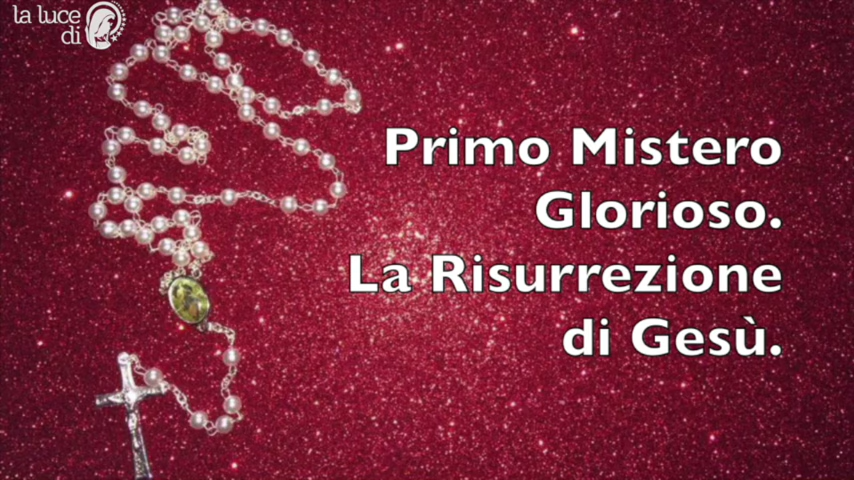 la luce
di
Primo Mistero
Glorioso.
La Risurrezione
di Gesù.